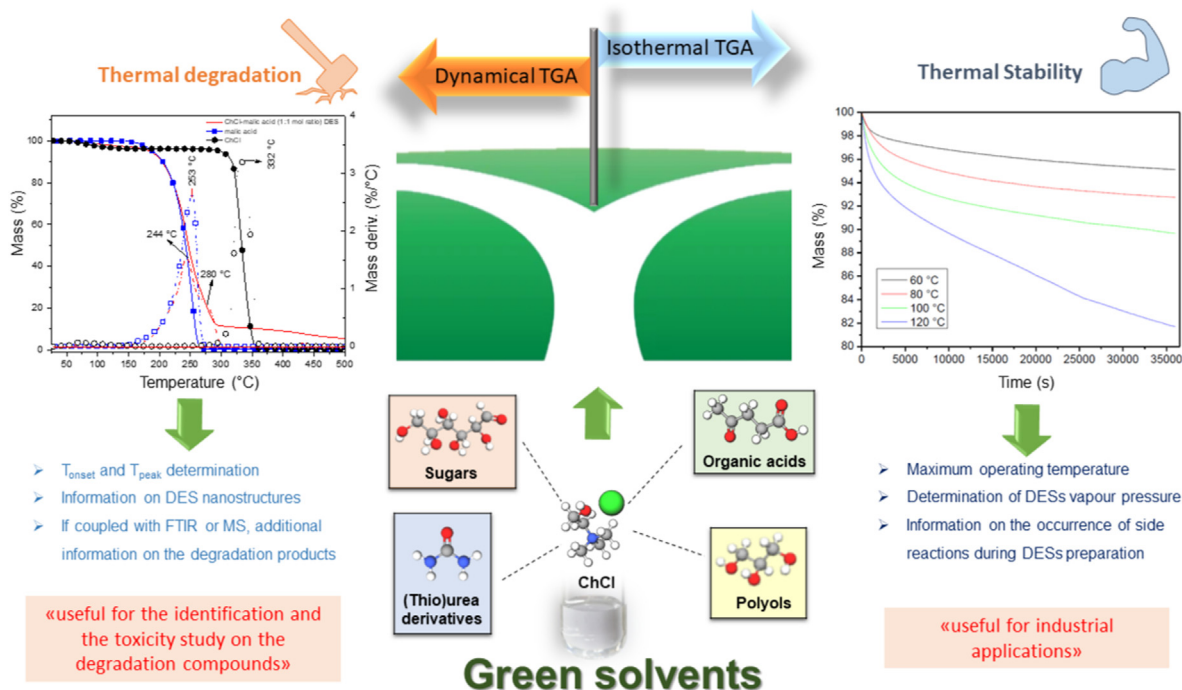 Thermal degradation
Dynamical TGA
Isothermal TGA
Thermal Stability
ChCl-malic acid (1:1 mol ratio) DES
malic acid
ChCl
332 °C
253 °C
244 °C
280 °C
Mass (%)
100
80
60
40
20
0
Mass deriv. (%/°C)
4
3
2
1
0
50 100 150 200 250 300 350 400 450 500
Temperature (°C)
Mass (%)
100
98
96
94
92
90
88
86
84
82
80
60 °C
80 °C
100 °C
120 °C
0 5000 10000 15000 20000 25000 30000 35000
Time (s)
Tonset and Tpeak determination
Information on DES nanostructures
If coupled with FTIR or MS, additional
information on the degradation products
«useful for the identification and
the toxicity study on the
degradation compounds»
Sugars
Organic acids
(Thio)urea
derivatives
ChCl
Polyols
Green solvents
Maximum operating temperature
Determination of DESs vapour pressure
Information on the occurrence of side
reactions during DESs preparation
«useful for industrial
applications»